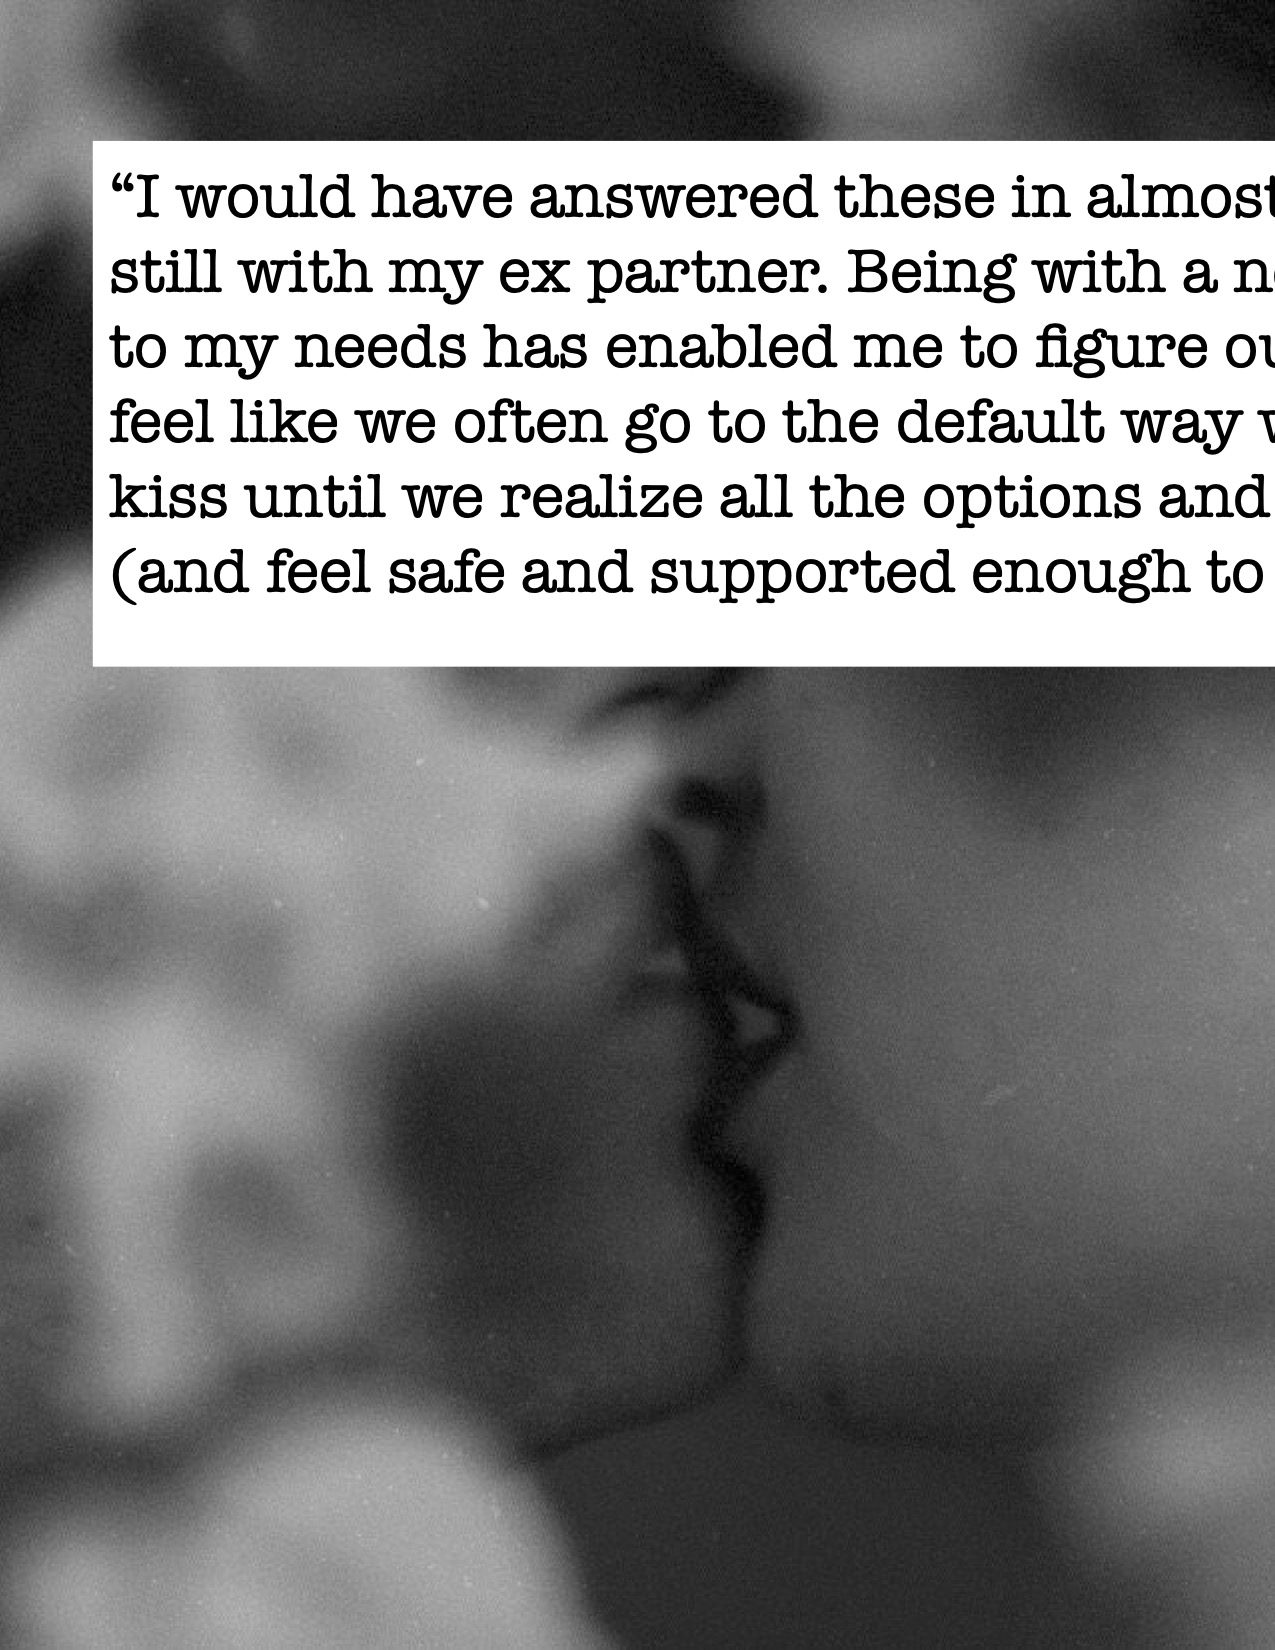 “I would have answered these in almost
still with my ex partner. Being with a
to my needs has enabled me to figure
feel like we often go to the default way
kiss until we realize all the options and
(and feel safe and supported enough to